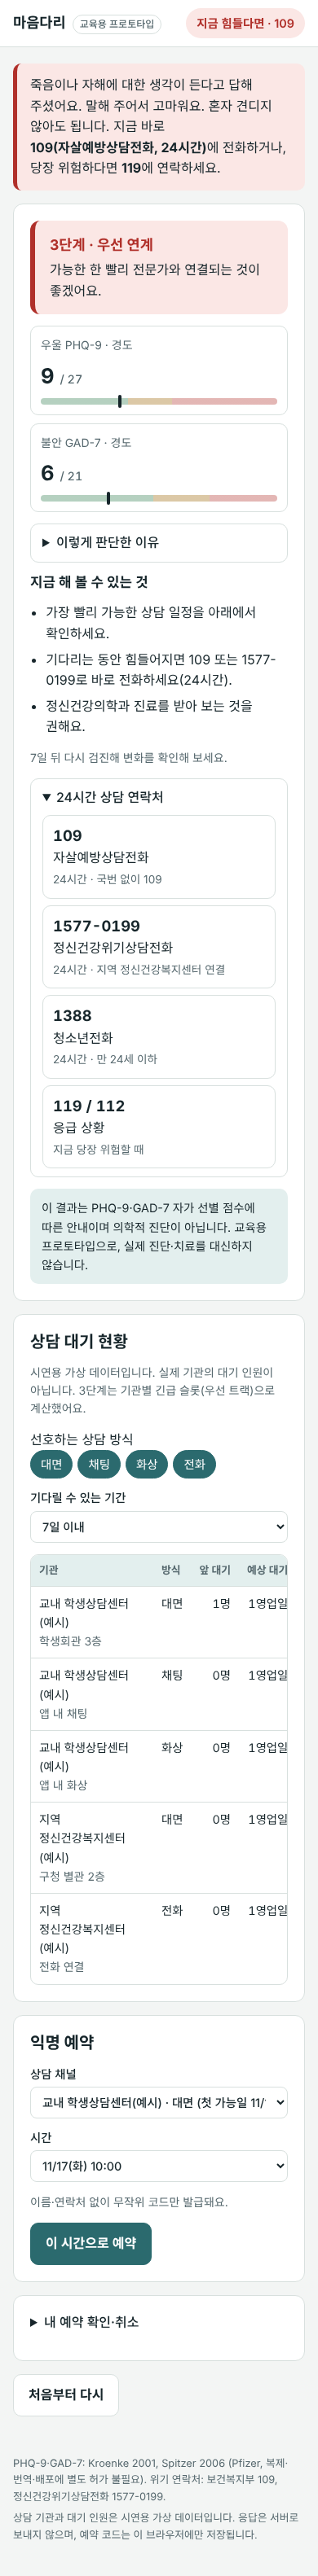 마음다리 교육용 프로토타입 지금 힘들다면 · 109
죽음이나 자해에 대한 생각이 든다고 답해
주셨어요. 말해 주어서 고마워요. 혼자 견디지
않아도 됩니다. 지금 바로
109(자살예방상담전화, 24시간)에 전화하거나,
당장 위험하다면 119에 연락하세요.
3단계 · 우선 연계
가능한 한 빨리 전문가와 연결되는 것이
좋겠어요.
우울 PHQ-9 · 경도
9 / 27
불안 GAD-7 · 경도
6 / 21
▶ 이렇게 판단한 이유
지금 해 볼 수 있는 것
• 가장 빨리 가능한 상담 일정을 아래에서
확인하세요.
• 기다리는 동안 힘들어지면 109 또는 1577-
0199로 바로 전화하세요(24시간).
• 정신건강의학과 진료를 받아 보는 것을
권해요.
7일 뒤 다시 검진해 변화를 확인해 보세요.
▼ 24시간 상담 연락처
109
자살예방상담전화
24시간 · 국번 없이 109
1577-0199
정신건강위기상담전화
24시간 · 지역 정신건강복지센터 연결
1388
청소년전화
24시간 · 만 24세 이하
119 / 112
응급 상황
지금 당장 위험할 때
이 결과는 PHQ-9·GAD-7 자가 선별 점수에
따른 안내이며 의학적 진단이 아닙니다. 교육용
프로토타입으로, 실제 진단·치료를 대신하지
않습니다.
상담 대기 현황
시연용 가상 데이터입니다. 실제 기관의 대기 인원이
아닙니다. 3단계는 기관별 긴급 슬롯(우선 트랙)으로
계산했어요.
선호하는 상담 방식
대면 채팅 화상 전화
기다릴 수 있는 기간
7일 이내
기관 방식 앞 대기 예상 대기
교내 학생상담센터 대면 1명 1영업일
(예시)
학생회관 3층
교내 학생상담센터 채팅 0명 1영업일
(예시)
앱 내 채팅
교내 학생상담센터 화상 0명 1영업일
(예시)
앱 내 화상
지역 대면 0명 1영업일
정신건강복지센터
(예시)
구청 별관 2층
지역 전화 0명 1영업일
정신건강복지센터
(예시)
전화 연결
익명 예약
상담 채널
교내 학생상담센터(예시) · 대면 (첫 가능일 11/
시간
11/17(화) 10:00
이름·연락처 없이 무작위 코드만 발급돼요.
이 시간으로 예약
▶ 내 예약 확인·취소
처음부터 다시
PHQ-9·GAD-7: Kroenke 2001, Spitzer 2006 (Pfizer, 복제·
번역·배포에 별도 허가 불필요). 위기 연락처: 보건복지부 109,
정신건강위기상담전화 1577-0199.
상담 기관과 대기 인원은 시연용 가상 데이터입니다. 응답은 서버로
보내지 않으며, 예약 코드는 이 브라우저에만 저장됩니다.